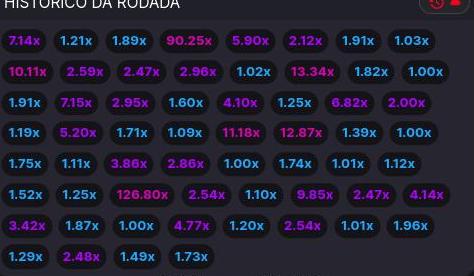 HISTÓRICO DA RODADA
7.14x 1.21x 1.89x 90.25x 5.90x 2.12x 1.91x 1.03x
10.11x 2.59x 2.47x 2.96x 1.02x 13.34x 1.82x 1.00x
1.91x 7.15x 2.95x 1.60x 4.10x 1.25x 6.82x 2.00x
1.19x 5.20x 1.71x 1.09x 11.18x 12.87x 1.39x 1.00x
1.75x 1.11x 3.86x 2.86x 1.00x 1.74x 1.01x 1.12x
1.52x 1.25x 126.80x 2.54x 1.10x 9.85x 2.47x 4.14x
3.42x 1.87x 1.00x 4.77x 1.20x 2.54x 1.01x 1.96x
1.29x 2.48x 1.49x 1.73x